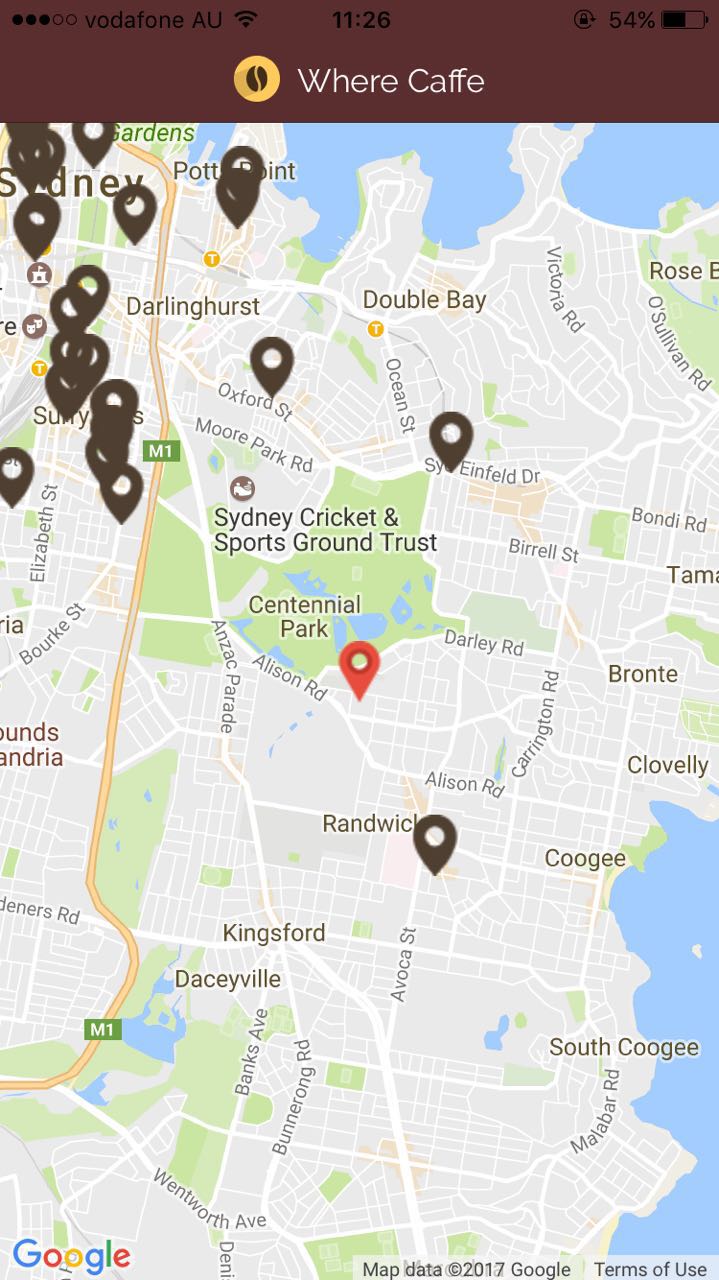 vodafone AU
11:26
54%
Where Caffe
Gardens
Potts Point
Sydney
Rose B
Victoria Rd
O'Sullivan Rd
Double Bay
Darlinghurst
T
T
re
T
Ocean St
Oxford St
Moore Park Rd
M1
Syd Einfeld Dr
Sydney Cricket &
Sports Ground Trust
Elizabeth St
Bondi Rd
Birrell St
Tama
Centennial
Park
ria
Bourke St
Darley Rd
Anzac Parade
Alison Rd
Bronte
Carrington Rd
ounds
andria
Clovelly
Alison Rd
Randwick
Coogee
deners Rd
Kingsford
Avoca St
Daceyville
M1
South Coogee
Banks Ave
Bunnerong Rd
Malabar Rd
Wentworth Ave
Deni
Google
Map data ©2017 Google
Terms of Use